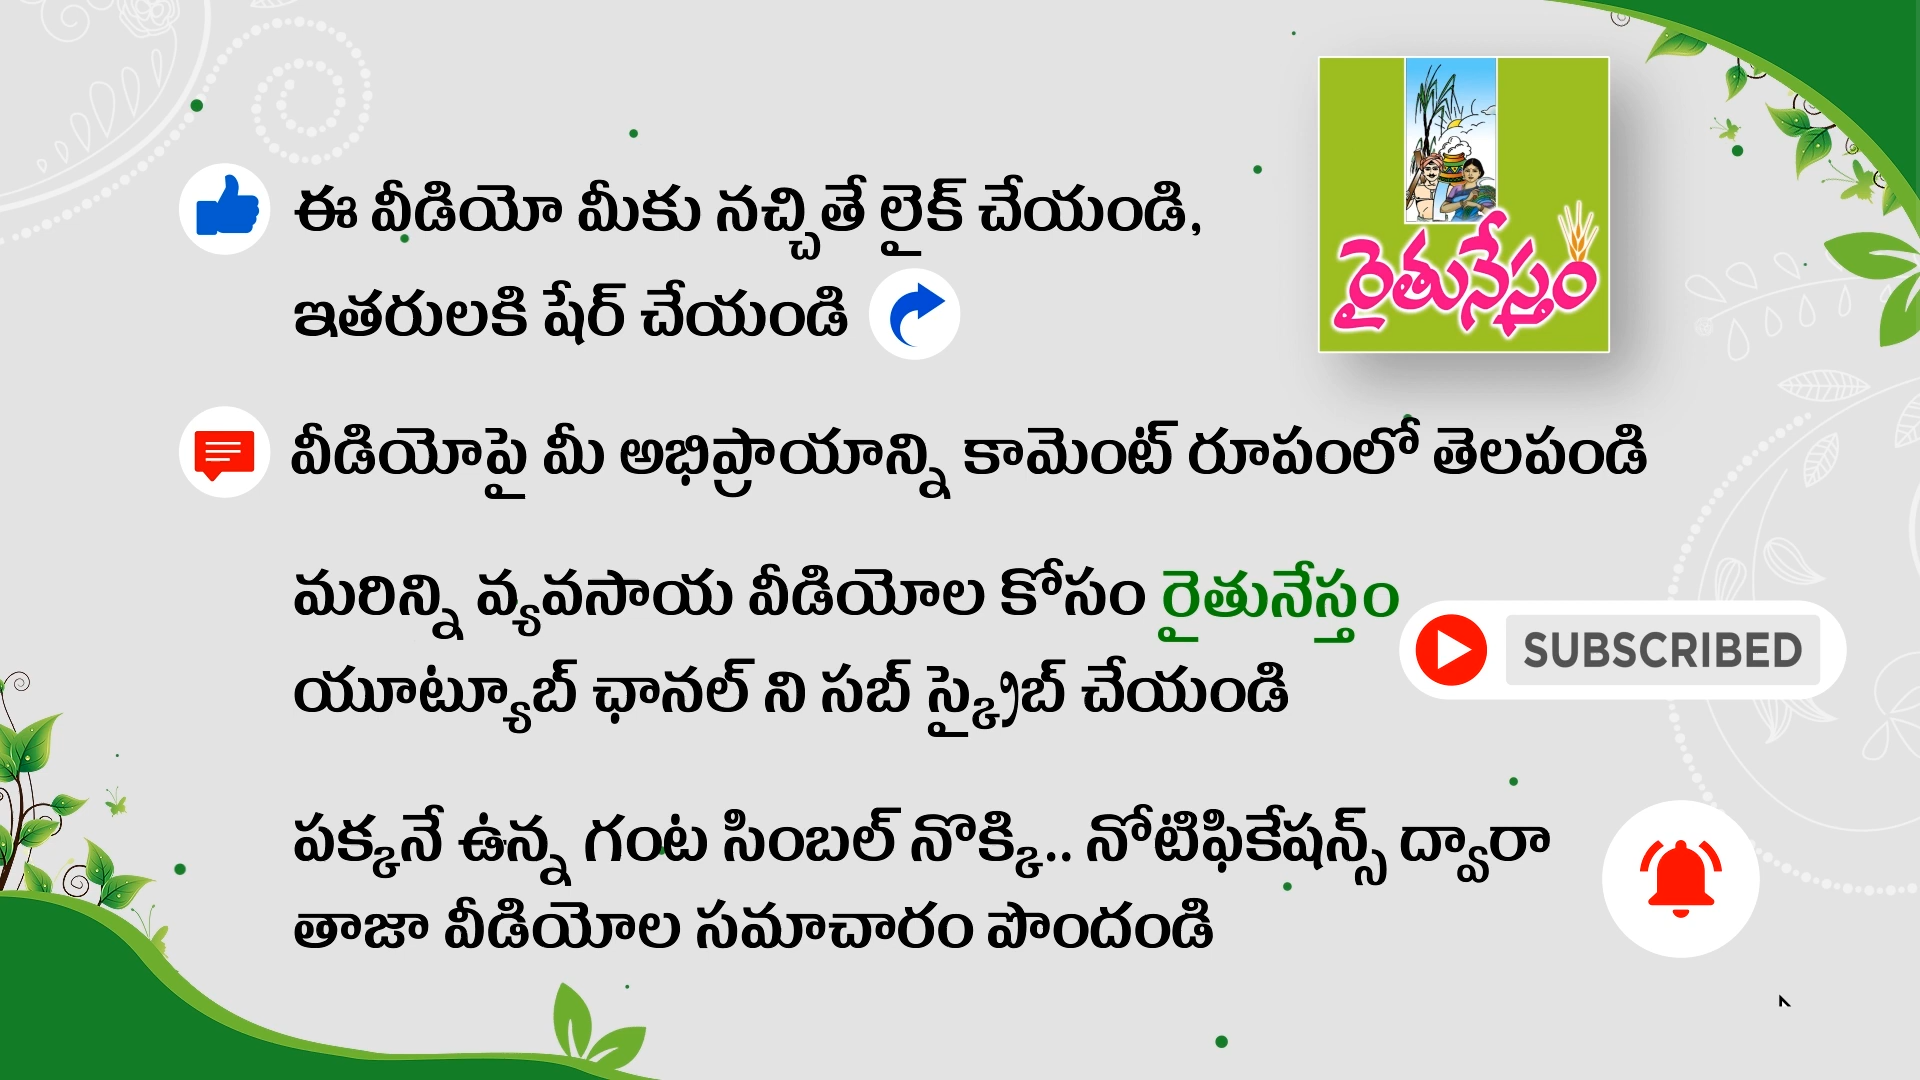 రైతునేస్తం
ఈ వీడియో మీకు నచ్చితే లైక్ చేయండి,
ఇతరులకి షేర్ చేయండి
వీడియోపై మీ అభిప్రాయాన్ని కామెంట్ రూపంలో తెలపండి
మరిన్ని వ్యవసాయ వీడియోల కోసం రైతునేస్తం
యూట్యూబ్ ఛానల్ ని సబ్ స్క్రైబ్ చేయండి
SUBSCRIBED
పక్కనే ఉన్న గంట సింబల్ నొక్కి.. నోటిఫికేషన్స్ ద్వారా
తాజా వీడియోల సమాచారం పొందండి